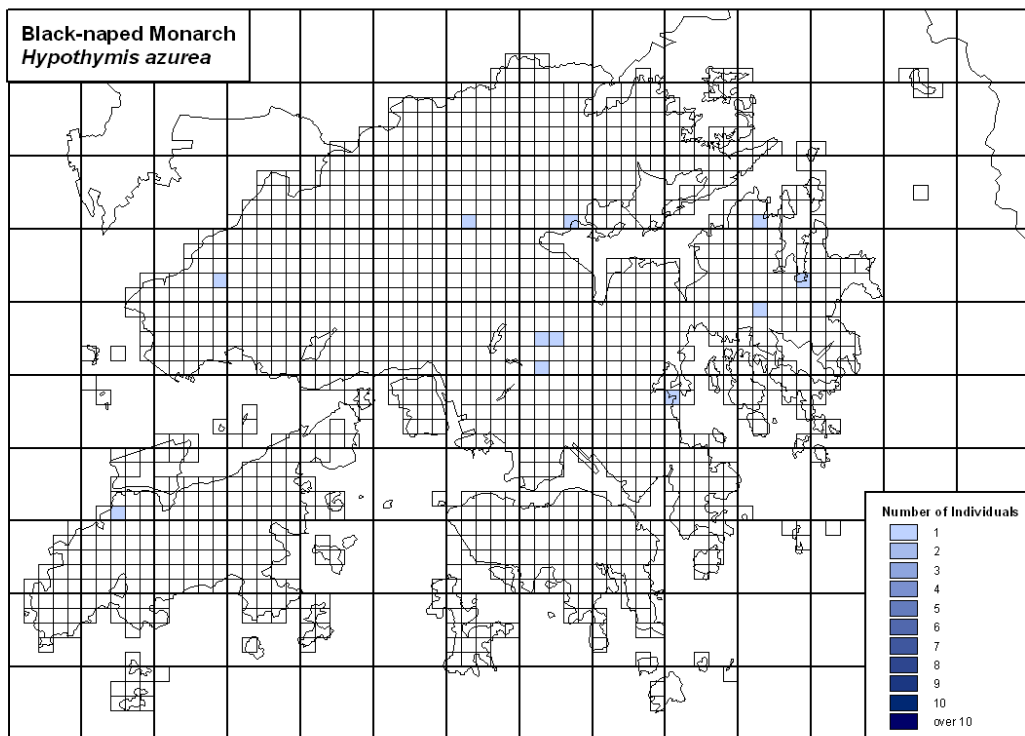 Black-naped Monarch
Hypothymis azurea
Number of Individuals
1
2
3
4
5
6
7
8
9
10
over 10